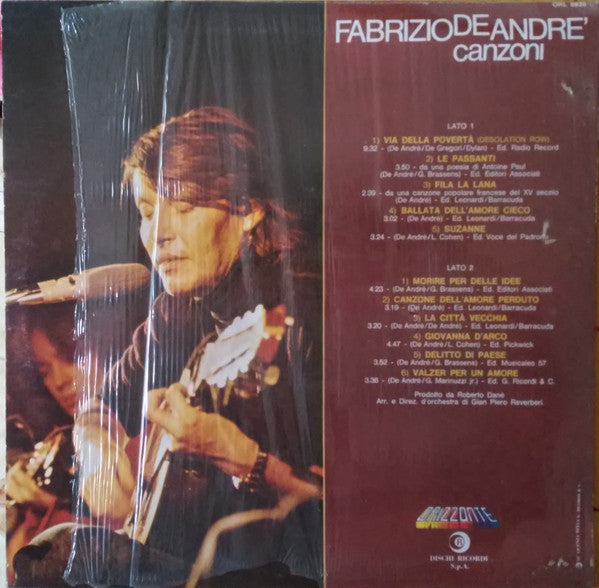 ORL 8938
FABRIZIO DE ANDRE'
canzoni
LATO 1
1) VIA DELLA POVERTÀ (DESOLATION ROW)
9.32 - (De André/De Gregori/Dylan) - Ed. Radio Record
2) LE PASSANTI
3.50 - da una poesia di Antoine Paul
(De André/G. Brassens) - Ed. Editori Associati
3) FILA LA LANA
2.39 - da una canzone popolare francese del XV secolo
(De André) - Ed. Leonardi/Barracuda
4) BALLATA DELL'AMORE CIECO
3.02 - (De André) - Ed. Leonardi/Barracuda
5) SUZANNE
3.24 - (De André/L. Cohen) - Ed. Voce del Padrone
LATO 2
1) MORIRE PER DELLE IDEE
4.23 - (De André/G. Brassens) - Ed. Editori Associati
2) CANZONE DELL'AMORE PERDUTO
3.19 - (De André) - Ed. Leonardi/Barracuda
3) LA CITTÀ VECCHIA
3.20 - (De André/De André) - Ed. Leonardi/Barracuda
4) GIOVANNA D'ARCO
4.47 - (De André/L. Cohen) - Ed. Pickwick
5) DELITTO DI PAESE
3.52 - (De André/G. Brassens) - Ed. Musicales 57
6) VALZER PER UN AMORE
3.36 - (De André/G. Marinuzzi jr.) - Ed. G. Ricordi & C.
Prodotto da Roberto Danè
Arr. e Direz. d'orchestra di Gian Piero Reverberi
ORIZZONTE
R
DISCHI RICORDI
S.p.A.